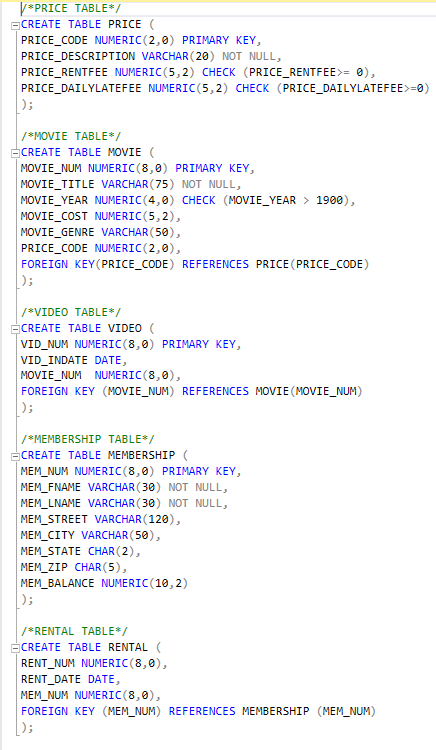 /*PRICE TABLE*/
CREATE TABLE PRICE (
PRICE_CODE NUMERIC(2,0) PRIMARY KEY,
PRICE_DESCRIPTION VARCHAR(20) NOT NULL,
PRICE_RENTFEE NUMERIC(5,2) CHECK (PRICE_RENTFEE>= 0),
PRICE_DAILYLATEFEE NUMERIC(5,2) CHECK (PRICE_DAILYLATEFEE>=0)
);
/*MOVIE TABLE*/
CREATE TABLE MOVIE (
MOVIE_NUM NUMERIC(8,0) PRIMARY KEY,
MOVIE_TITLE VARCHAR(75) NOT NULL,
MOVIE_YEAR NUMERIC(4,0) CHECK (MOVIE_YEAR > 1900),
MOVIE_COST NUMERIC(5,2),
MOVIE_GENRE VARCHAR(50),
PRICE_CODE NUMERIC(2,0),
FOREIGN KEY(PRICE_CODE) REFERENCES PRICE(PRICE_CODE)
);
/*VIDEO TABLE*/
CREATE TABLE VIDEO (
VID_NUM NUMERIC(8,0) PRIMARY KEY,
VID_INDATE DATE,
MOVIE_NUM  NUMERIC(8,0),
FOREIGN KEY (MOVIE_NUM) REFERENCES MOVIE(MOVIE_NUM)
);
/*MEMBERSHIP TABLE*/
CREATE TABLE MEMBERSHIP (
MEM_NUM NUMERIC(8,0) PRIMARY KEY,
MEM_FNAME VARCHAR(30) NOT NULL,
MEM_LNAME VARCHAR(30) NOT NULL,
MEM_STREET VARCHAR(120),
MEM_CITY VARCHAR(50),
MEM_STATE CHAR(2),
MEM_ZIP CHAR(5),
MEM_BALANCE NUMERIC(10,2)
);
/*RENTAL TABLE*/
CREATE TABLE RENTAL (
RENT_NUM NUMERIC(8,0),
RENT_DATE DATE,
MEM_NUM NUMERIC(8,0),
FOREIGN KEY (MEM_NUM) REFERENCES MEMBERSHIP (MEM_NUM)
);